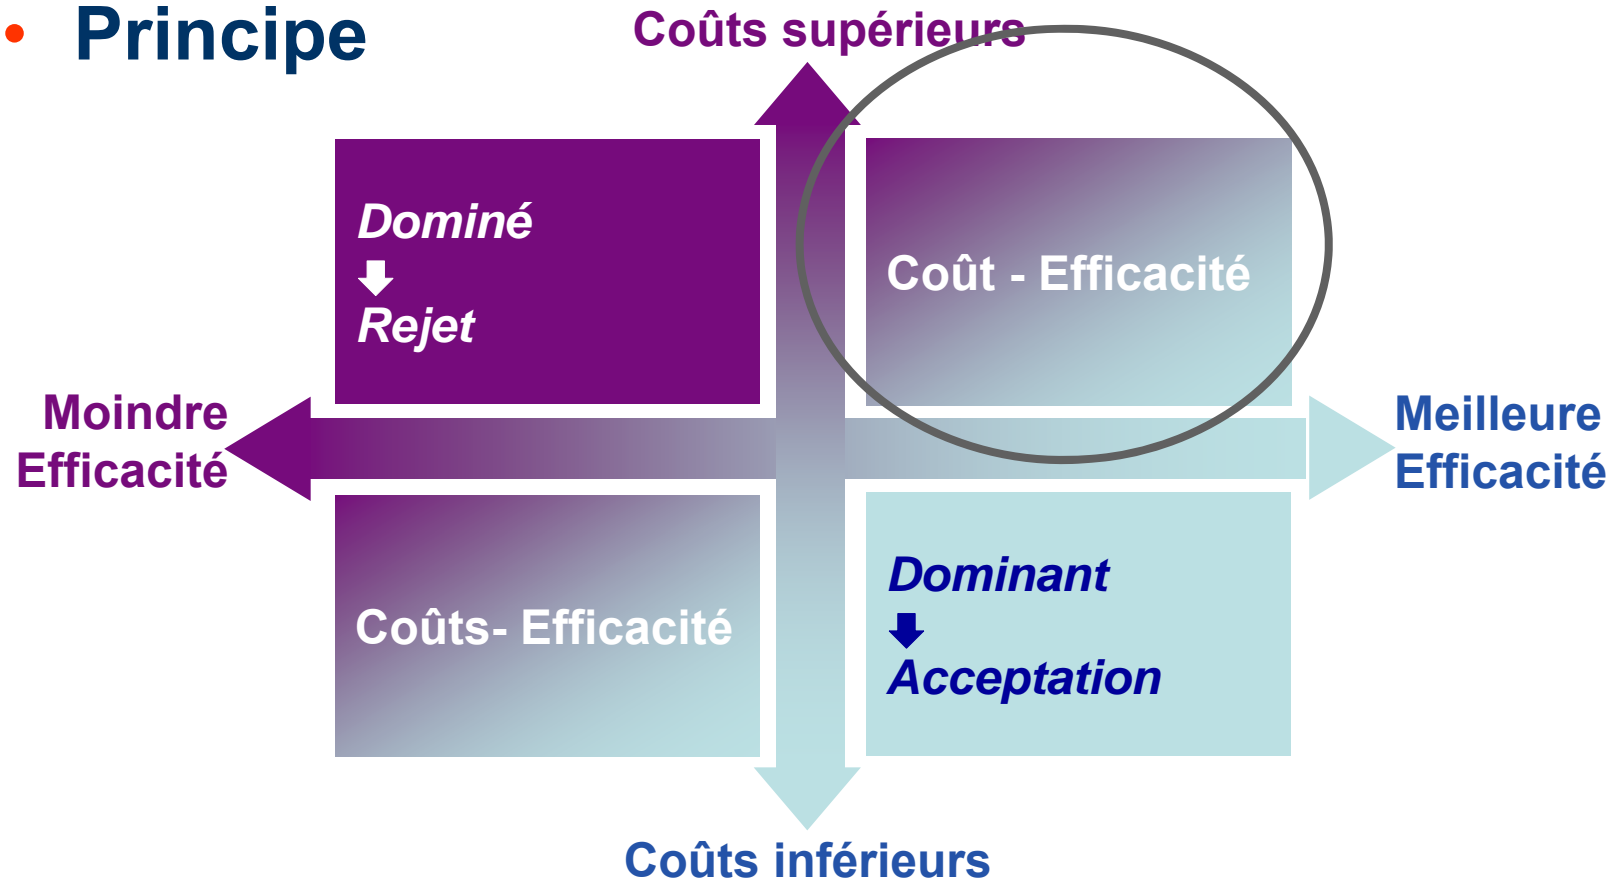 • Principe
Coûts supérieurs
Dominé
Rejet
Coût - Efficacité
Moindre
Efficacité
Meilleure
Efficacité
Coûts- Efficacité
Dominant
Acceptation
Coûts inférieurs